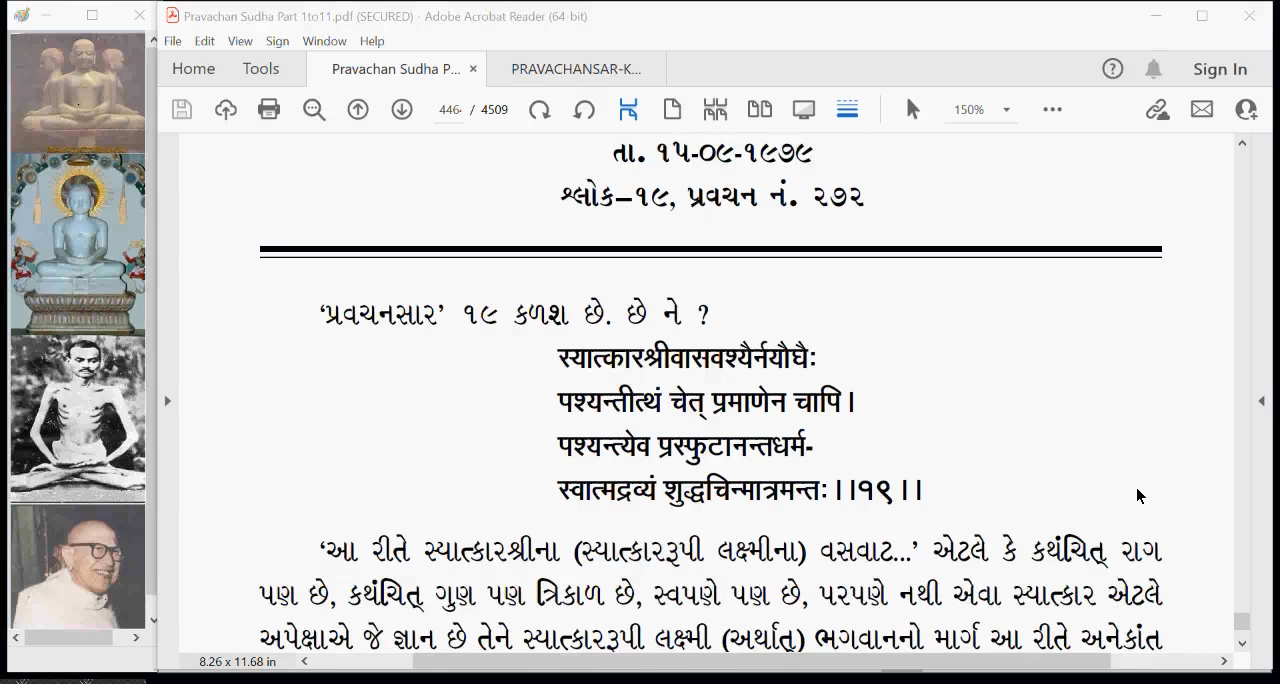 Pravachan Sudha Part 1to11.pdf (SECURED) - Adobe Acrobat Reader (64-bit)
File Edit View Sign Window Help
Home Tools Pravachan Sudha P... × PRAVACHANSAR-K... Sign In
446 / 4509 150%
તા. ૧૫-૦૯-૧૯૭૯
શ્લોક–૧૯, પ્રવચન નં. ૨૭૨
‘પ્રવચનસાર’ ૧૯ કળશ છે. છે ને ?
स्यात्कारश्रीवासवश्यैर्नयौघैः
पश्यन्तीत्थं चेत् प्रमाणेन चापि।
पश्यन्त्येव प्रस्फुटानन्तधर्म-
स्वात्मद्रव्यं शुद्धचिन्मात्रमन्तः।।१९।।
‘આ રીતે સ્યાત્કારશ્રીના (સ્યાત્કારરૂપી લક્ષ્મીના) વસવાટ...’ એટલે કે કથંચિત્ રાગ
પણ છે, કથંચિત્ ગુણ પણ ત્રિકાળ છે, સ્વપણે પણ છે, પરપણે નથી એવા સ્યાત્કાર એટલે
અપેક્ષાએ જે જ્ઞાન છે તેને સ્યાત્કારરૂપી લક્ષ્મી (અર્થાત્) ભગવાનનો માર્ગ આ રીતે અનેકાંત
8.26 x 11.68 in